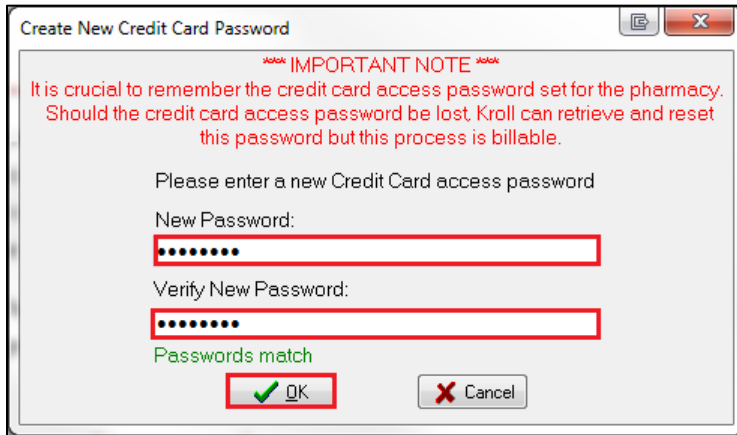 Create New Credit Card Password
**** IMPORTANT NOTE ****
It is crucial to remember the credit card access password set for the pharmacy.
Should the credit card access password be lost, Kroll can retrieve and reset
this password but this process is billable.
Please enter a new Credit Card access password
New Password:
••••••••
Verify New Password:
••••••••
Passwords match
OK Cancel